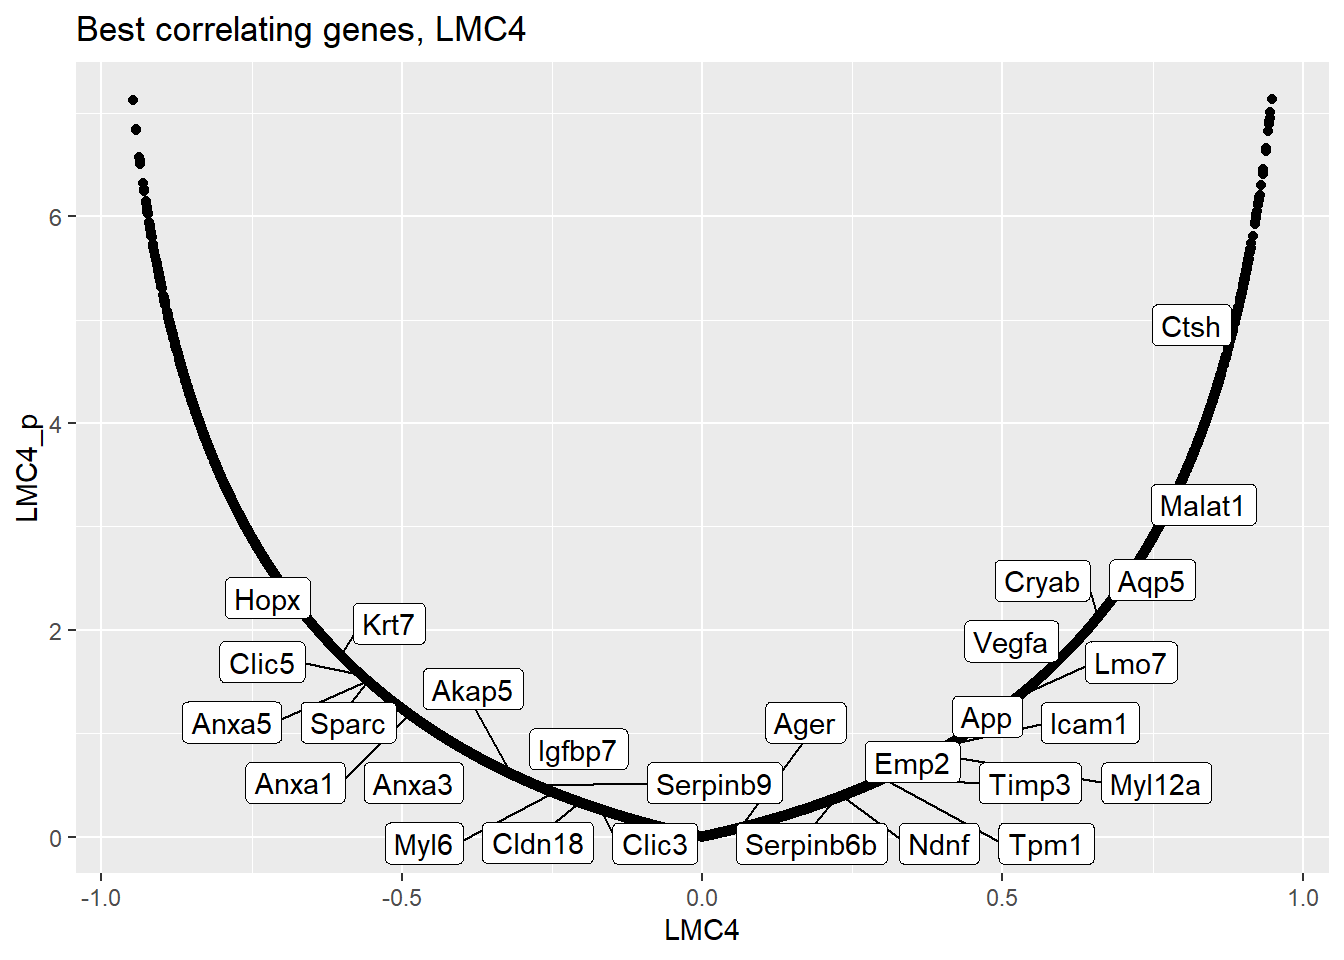 Best correlating genes, LMC4
LMC4_p
6
4
2
0
Ctsh
Malat1
Cryab
Aqp5
Hopx
Krt7
Vegfa
Clic5
Lmo7
Akap5
Anxa5
Sparc
Ager
App
Icam1
Igfbp7
Emp2
Anxa1
Anxa3
Serpinb9
Timp3
Myl12a
Myl6
Cldn18
Clic3
Serpinb6b
Ndnf
Tpm1
-1.0
-0.5
0.0
0.5
1.0
LMC4